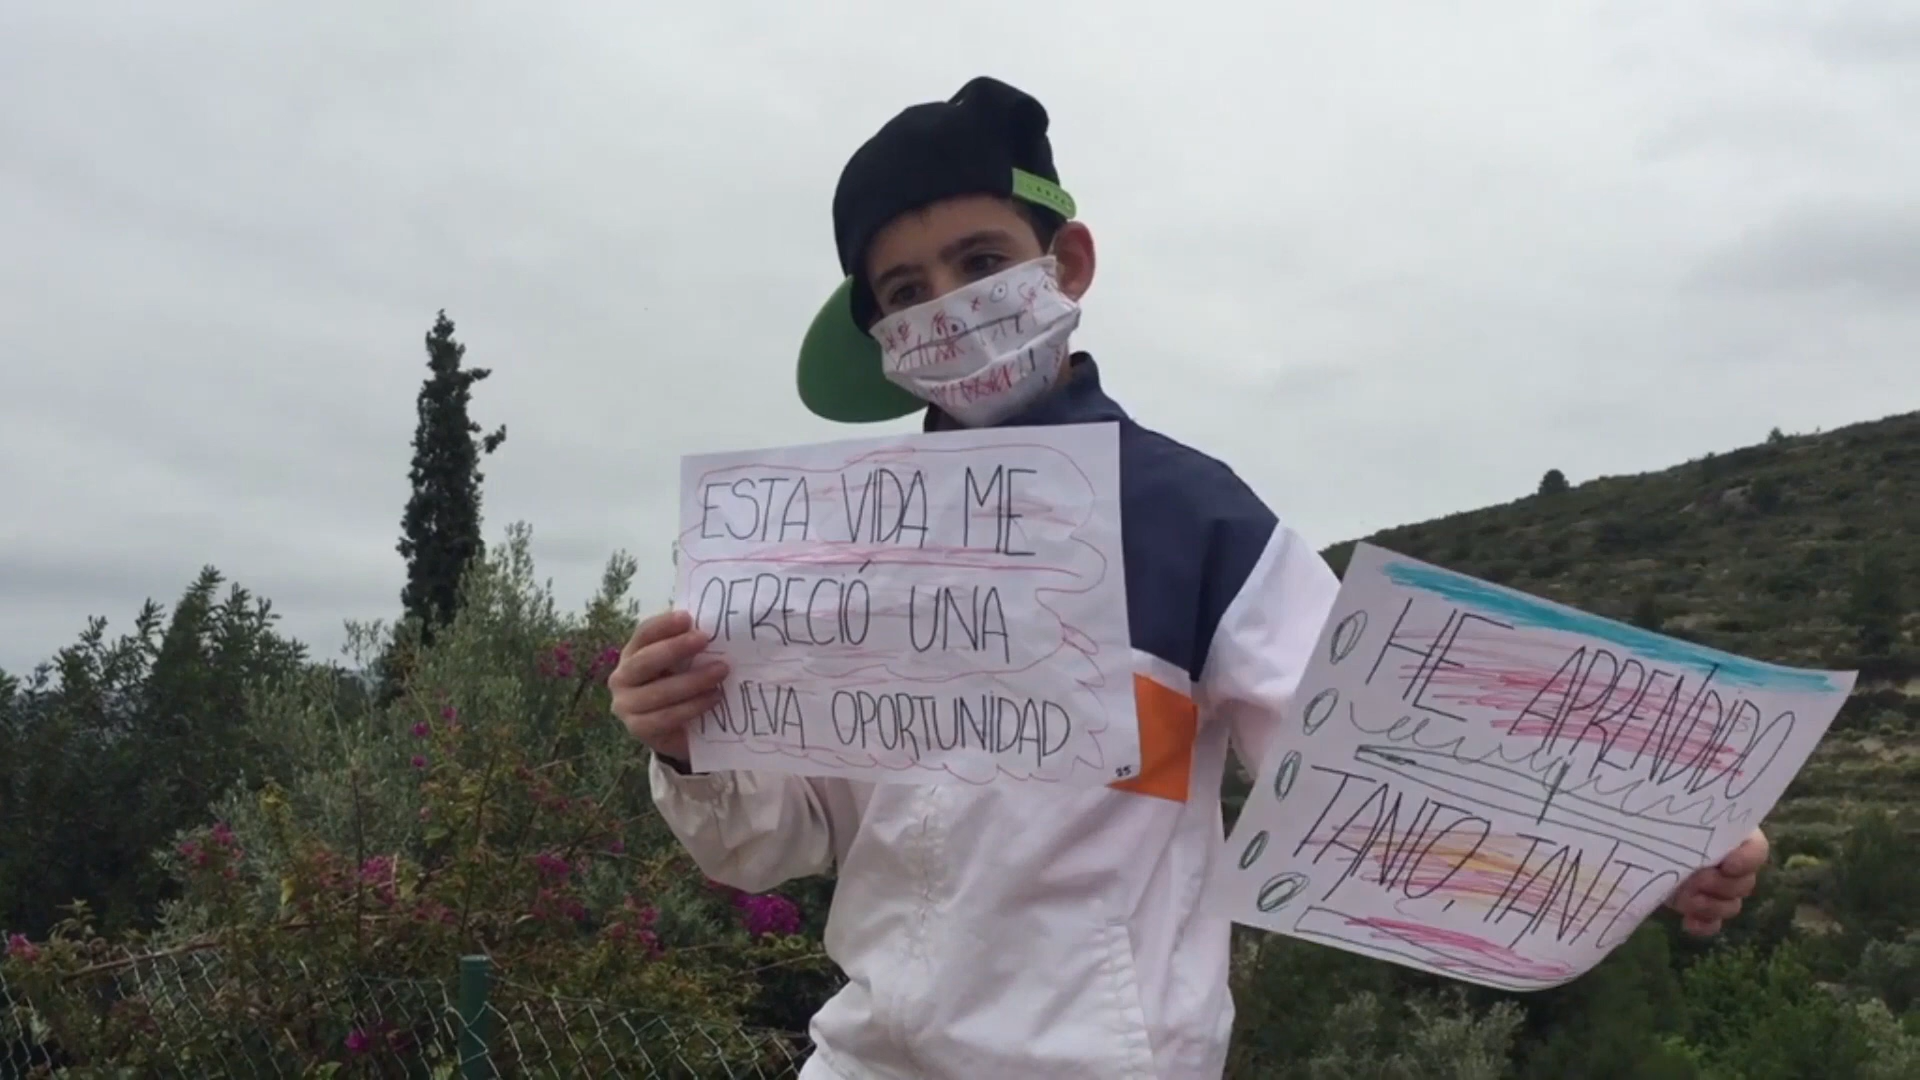 ESTA VIDA ME
OFRECIÓ UNA
NUEVA OPORTUNIDAD
HE APRENDIDO
TANTO, TANTO